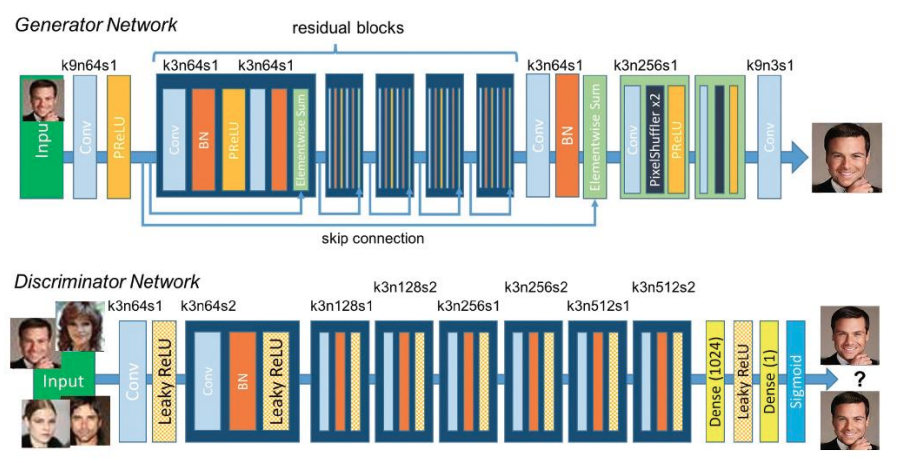 Generator Network
residual blocks
k9n64s1
k3n64s1
k3n64s1
k3n64s1
k3n256s1
k9n3s1
Inpu
Conv
PReLU
Conv
BN
PReLU
Elementwise Sum
Conv
BN
Elementwise Sum
Conv
PixelShuffler x2
PReLU
Conv
skip connection
Discriminator Network
k3n64s1
k3n64s2
k3n128s1
k3n128s2
k3n256s1
k3n256s2
k3n512s1
k3n512s2
Input
Conv
Leaky ReLU
Conv
BN
Leaky ReLU
Dense (1024)
Leaky ReLU
Dense (1)
Sigmoid
?